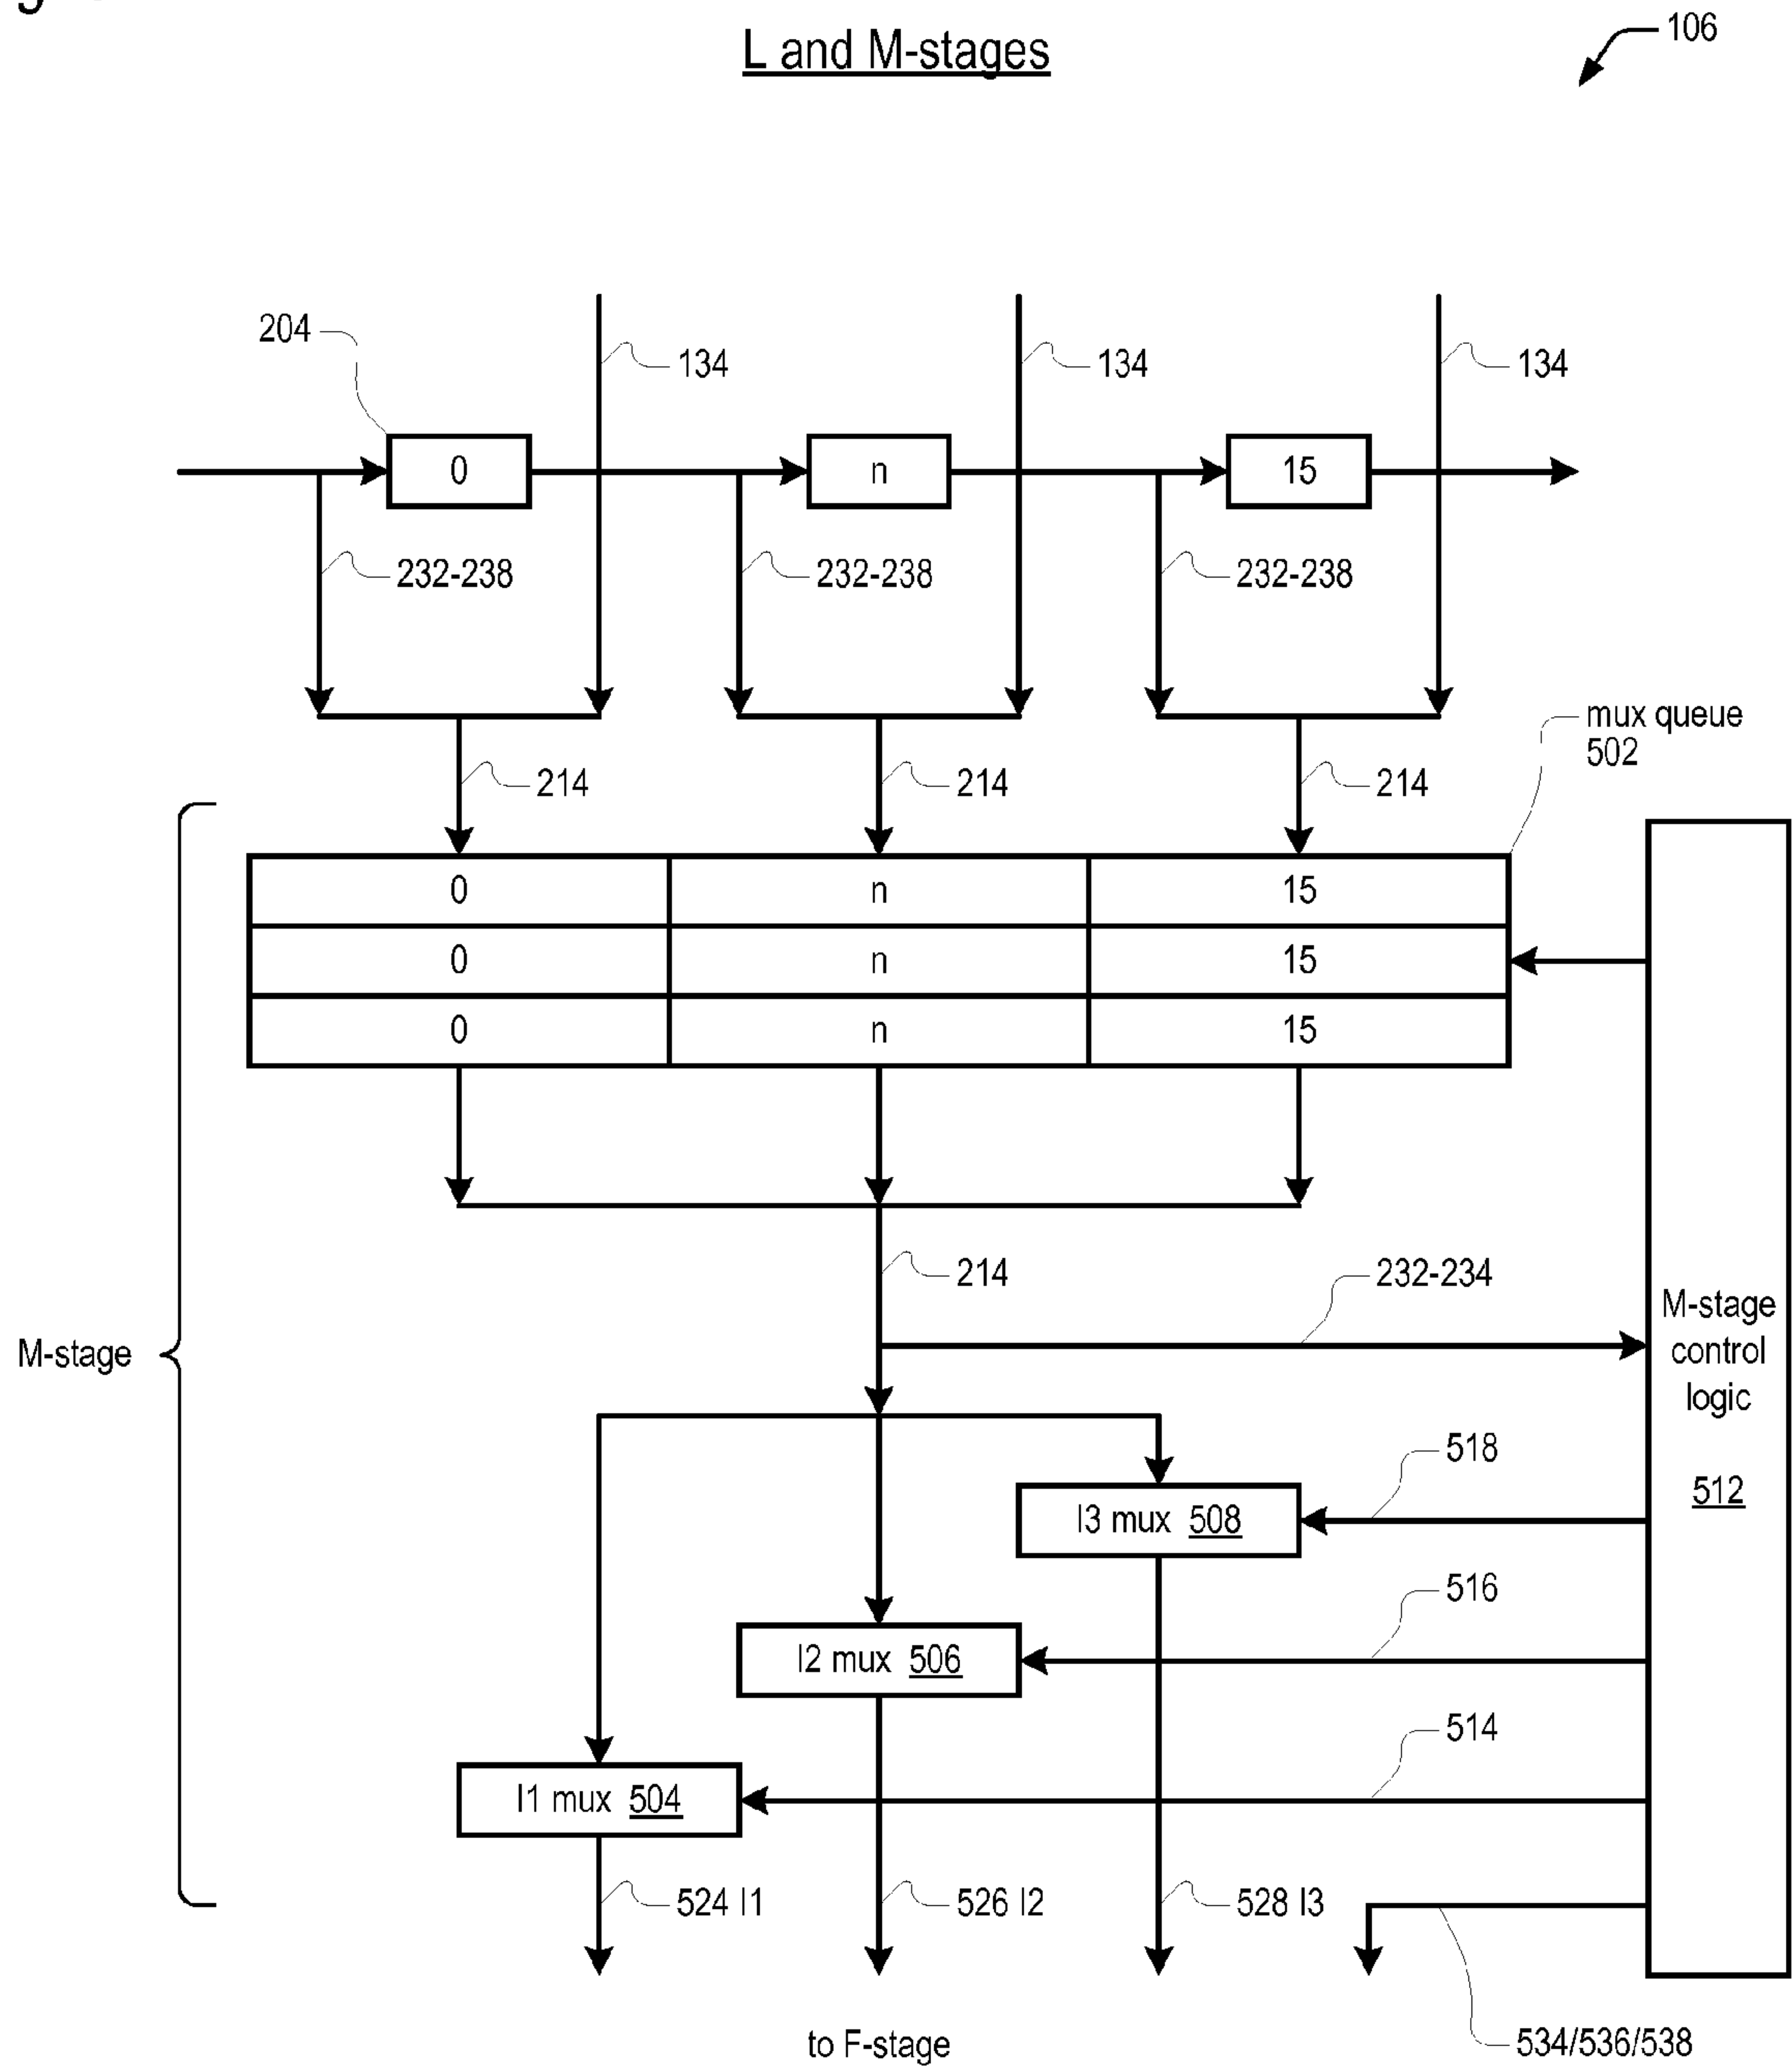 L and M-stages
106
204
134
134
134
0
n
15
232-238
232-238
232-238
mux queue
502
214
214
214
0
n
15
0
n
15
0
n
15
214
232-234
M-stage
M-stage
control
logic
512
518
I3 mux 508
516
I2 mux 506
514
I1 mux 504
524 I1
526 I2
528 I3
534/536/538
to F-stage